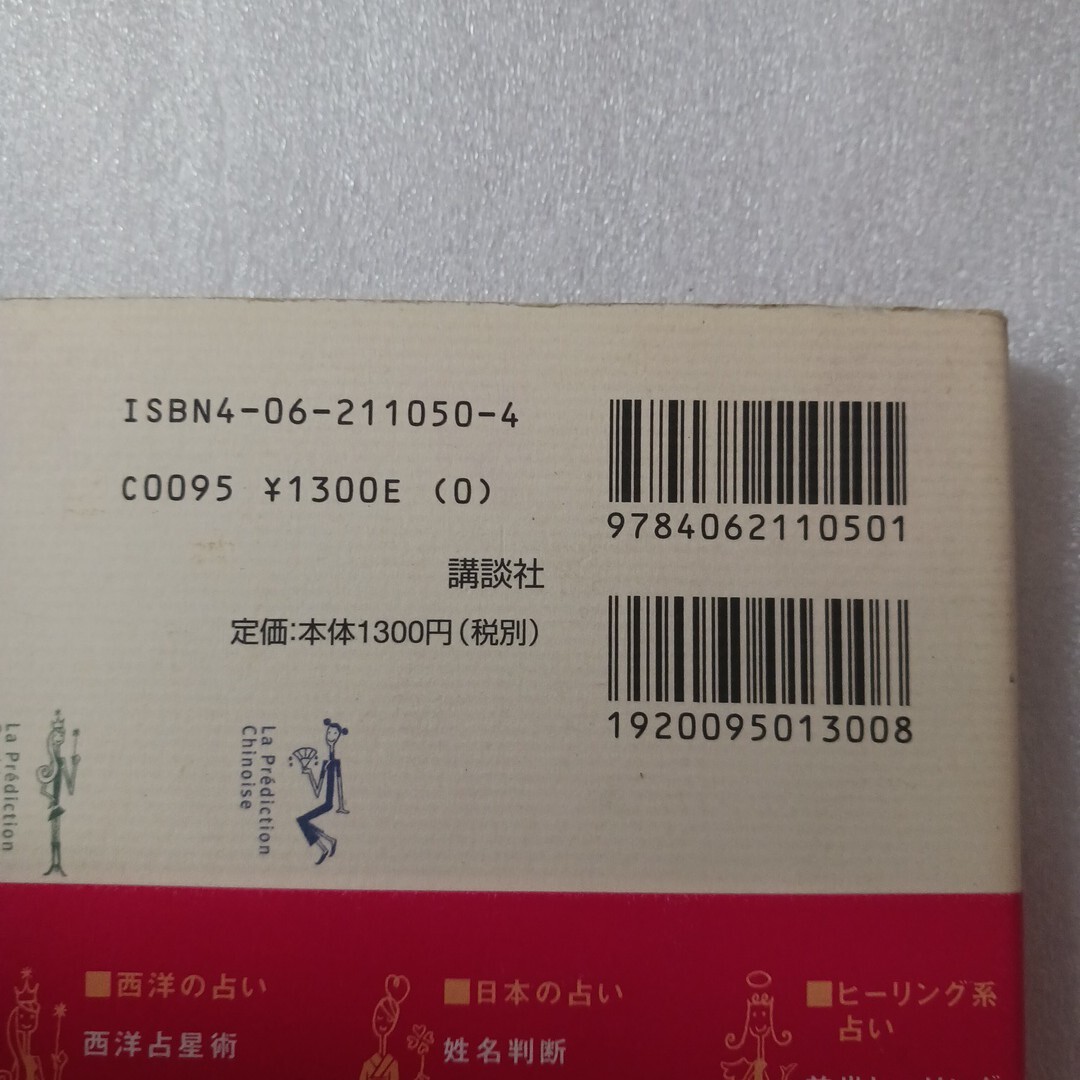 ISBN4-06-211050-4
C0095 ¥1300E (0)
9784062110501
講談社
定価:本体1300円(税別)
1920095013008
La Prédiction
La Prédiction
Chinoise
■西洋の占い
西洋占星術
■日本の占い
姓名判断
■ヒーリング系
占い